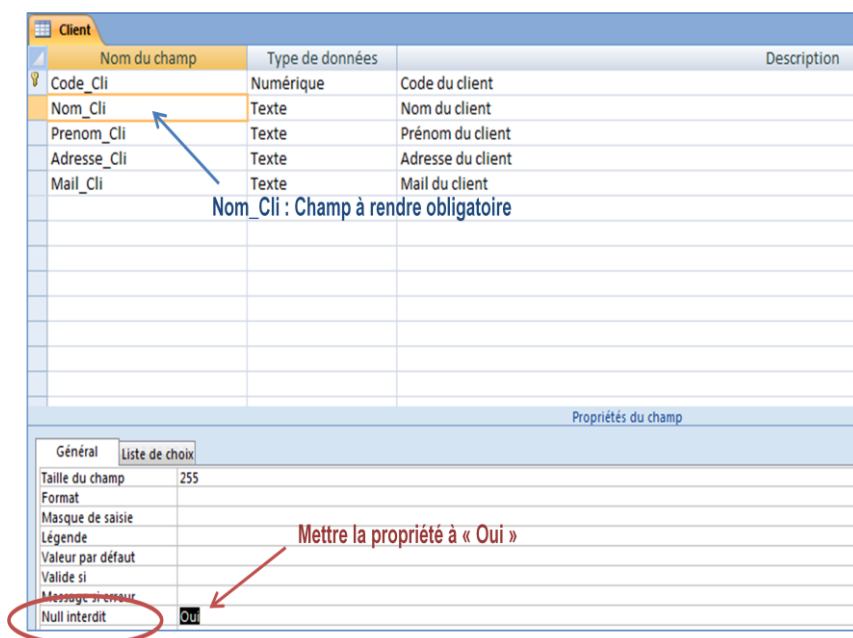 Client
Nom du champ Type de données Description
Code_Cli Numérique Code du client
Nom_Cli Texte Nom du client
Prenom_Cli Texte Prénom du client
Adresse_Cli Texte Adresse du client
Mail_Cli Texte Mail du client
Nom_Cli : Champ à rendre obligatoire
Propriétés du champ
Général Liste de choix
Taille du champ 255
Format
Masque de saisie
Légende
Mettre la propriété à « Oui »
Valeur par défaut
Valide si
Message si erreur
Null interdit Oui